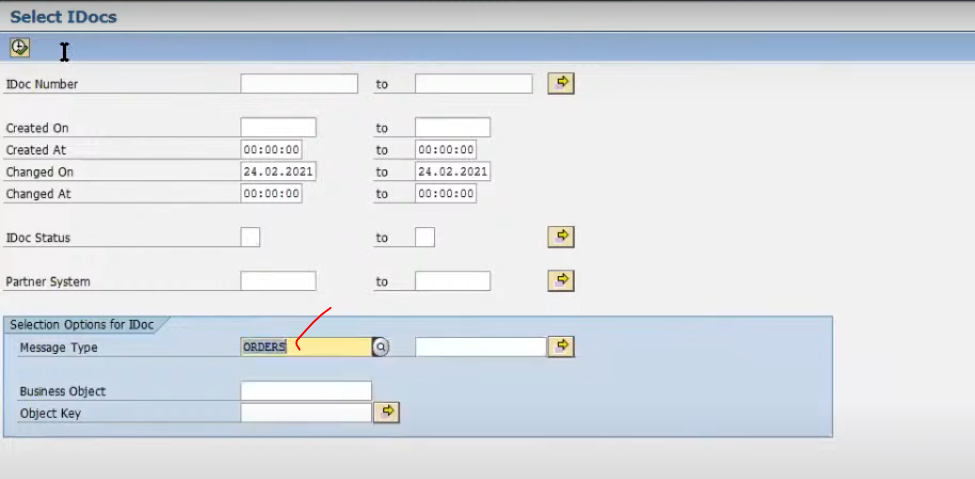 Select IDocs
IDoc Number to
Created On to
Created At 00:00:00 to 00:00:00
Changed On 24.02.2021 to 24.02.2021
Changed At 00:00:00 to 00:00:00
IDoc Status to
Partner System to
Selection Options for IDoc
Message Type ORDERS
Business Object
Object Key